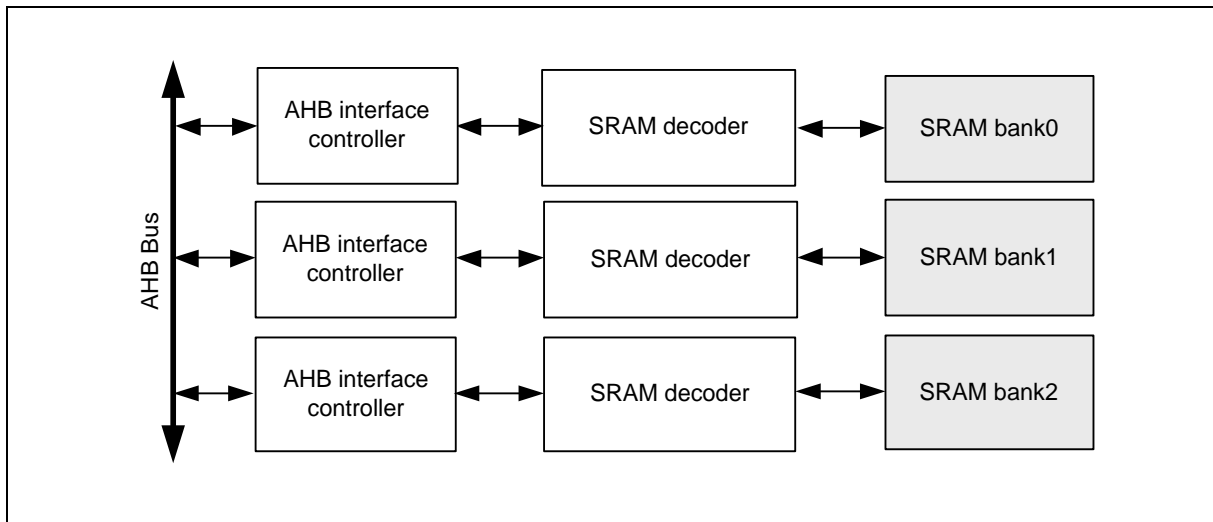 AHB Bus
AHB interface
controller
SRAM decoder
SRAM bank0
AHB interface
controller
SRAM decoder
SRAM bank1
AHB interface
controller
SRAM decoder
SRAM bank2